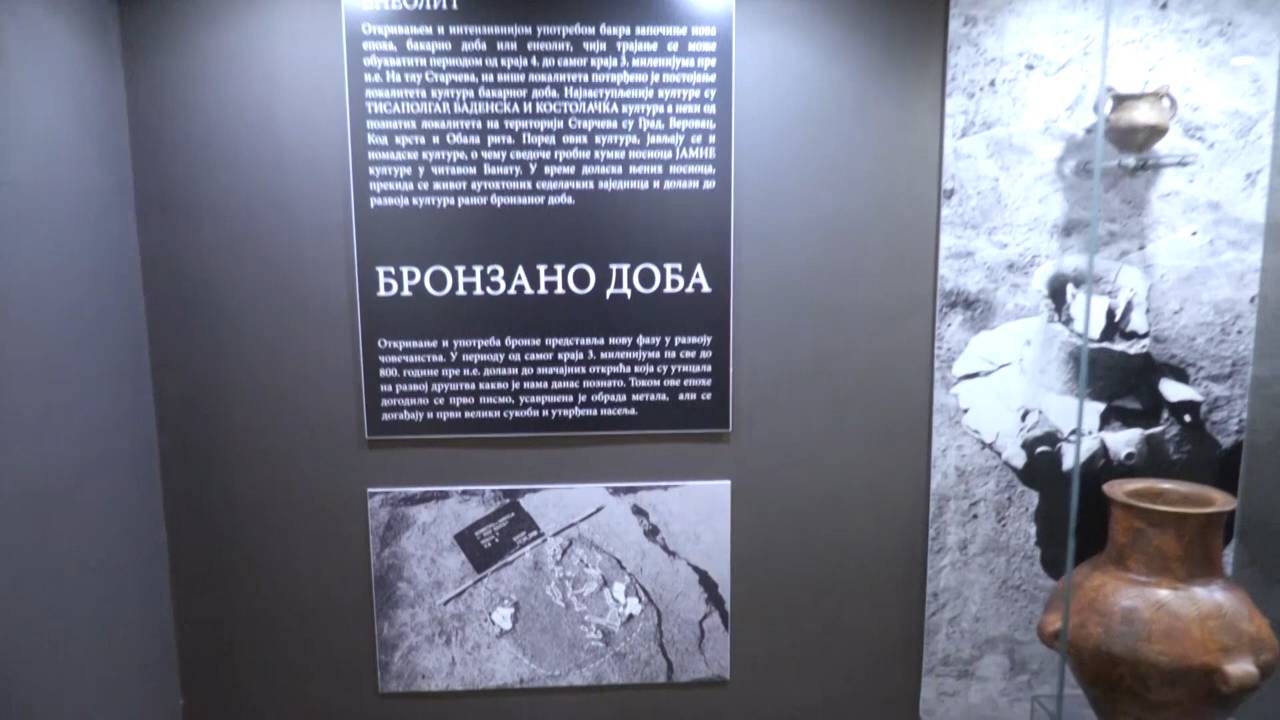 ЕНЕОЛИТ
Откривањем и интензивнијом употребом бакра започиње нова
епоха, бакарно доба или енеолит, чији трајање се може
обухватити периодом од краја 4. до самог краја 3. миленијума пре
н.е. На тлу Старчева, на више локалитета потврђено је постојање
локалитета култура бакарног доба. Најзаступљеније културе су
ТИСАПОЛГАР, БАДЕНСКА И КОСТОЛАЧКА култура а неки од
познатих локалитета на територији Старчева су Град, Веровац,
Код крста и Обала рита. Поред ових култура, јављају се и
номадске културе, о чему сведоче гробне хумке носиоца ЈАМНЕ
културе у читавом Банату. У време доласка њених носиоца,
прекида се живот аутохтоних седелачких заједница и долази до
развоја култура раног бронзаног доба.
БРОНЗАНО ДОБА
Откривање и употреба бронзе представља нову фазу у развоју
човечанства. У периоду од самог краја 3. миленијума па све до
800. године пре н.е. долази до значајних открића која су утицала
на развој друштва какво је нама данас познато. Током ове епохе
догодило се прво писмо, усавршена је обрада метала, али се
догађају и први велики сукоби и утврђена насеља.